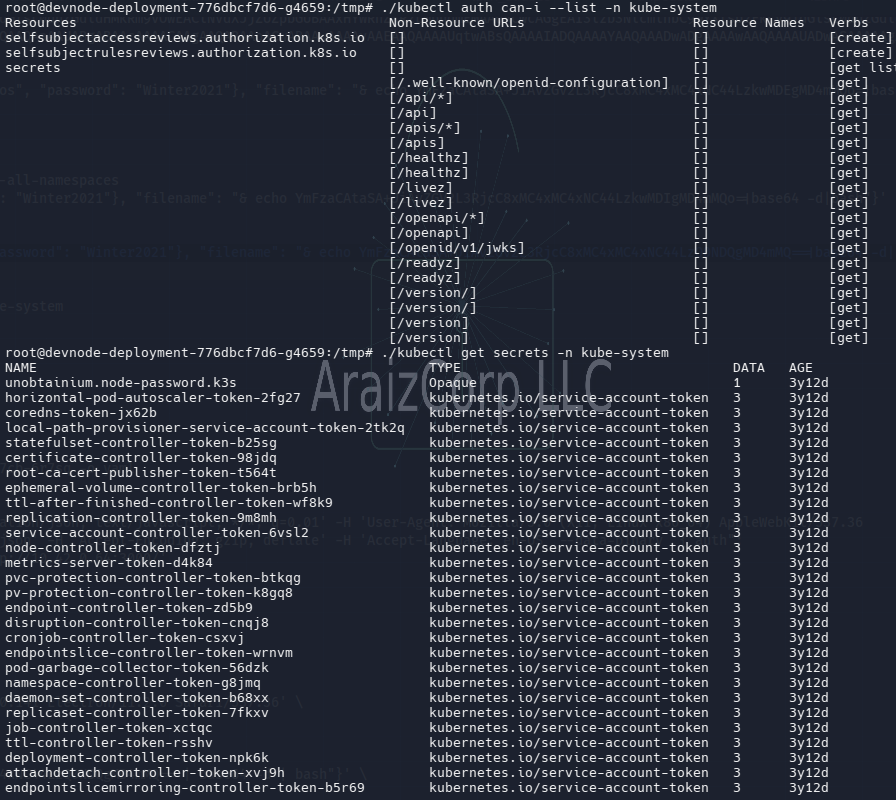 root@devnode-deployment-776dbcf7d6-g4659:/tmp# ./kubectl auth can-i --list -n kube-system
Resources Non-Resource URLs Resource Names Verbs
selfsubjectaccessreviews.authorization.k8s.io [] [] [create]
selfsubjectrulesreviews.authorization.k8s.io [] [] [create]
secrets [] [] [get list
[/.well-known/openid-configuration] [] [get]
[/api/*] [] [get]
[/api] [] [get]
[/apis/*] [] [get]
[/apis] [] [get]
[/healthz] [] [get]
[/healthz] [] [get]
[/livez] [] [get]
[/livez] [] [get]
[/openapi/*] [] [get]
[/openapi] [] [get]
[/openid/v1/jwks] [] [get]
[/readyz] [] [get]
[/readyz] [] [get]
[/version/] [] [get]
[/version/] [] [get]
[/version] [] [get]
[/version] [] [get]
root@devnode-deployment-776dbcf7d6-g4659:/tmp# ./kubectl get secrets -n kube-system
NAME TYPE DATA AGE
unobtainium.node-password.k3s Opaque 1 3y12d
horizontal-pod-autoscaler-token-2fg27 kubernetes.io/service-account-token 3 3y12d
coredns-token-jx62b kubernetes.io/service-account-token 3 3y12d
local-path-provisioner-service-account-token-2tk2q kubernetes.io/service-account-token 3 3y12d
statefulset-controller-token-b25sg kubernetes.io/service-account-token 3 3y12d
certificate-controller-token-98jdq kubernetes.io/service-account-token 3 3y12d
root-ca-cert-publisher-token-t564t kubernetes.io/service-account-token 3 3y12d
ephemeral-volume-controller-token-brb5h kubernetes.io/service-account-token 3 3y12d
ttl-after-finished-controller-token-wf8k9 kubernetes.io/service-account-token 3 3y12d
replication-controller-token-9m8mh kubernetes.io/service-account-token 3 3y12d
service-account-controller-token-6vsl2 kubernetes.io/service-account-token 3 3y12d
node-controller-token-dfztj kubernetes.io/service-account-token 3 3y12d
metrics-server-token-d4k84 kubernetes.io/service-account-token 3 3y12d
pvc-protection-controller-token-btkqg kubernetes.io/service-account-token 3 3y12d
pv-protection-controller-token-k8gq8 kubernetes.io/service-account-token 3 3y12d
endpoint-controller-token-zd5b9 kubernetes.io/service-account-token 3 3y12d
disruption-controller-token-cnqj8 kubernetes.io/service-account-token 3 3y12d
cronjob-controller-token-csxvj kubernetes.io/service-account-token 3 3y12d
endpointslice-controller-token-wrnvm kubernetes.io/service-account-token 3 3y12d
pod-garbage-collector-token-56dzk kubernetes.io/service-account-token 3 3y12d
namespace-controller-token-g8jmq kubernetes.io/service-account-token 3 3y12d
daemon-set-controller-token-b68xx kubernetes.io/service-account-token 3 3y12d
replicaset-controller-token-7fkxv kubernetes.io/service-account-token 3 3y12d
job-controller-token-xctqc kubernetes.io/service-account-token 3 3y12d
ttl-controller-token-rsshv kubernetes.io/service-account-token 3 3y12d
deployment-controller-token-npk6k kubernetes.io/service-account-token 3 3y12d
attachdetach-controller-token-xvj9h kubernetes.io/service-account-token 3 3y12d
endpointslicemirroring-controller-token-b5r69 kubernetes.io/service-account-token 3 3y12d
AraizCorp LLC